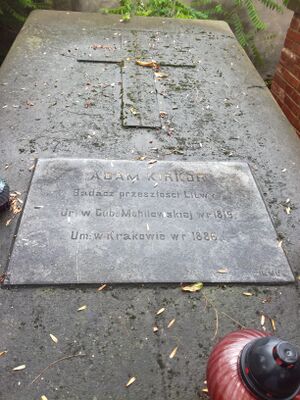 ADAM KIRKOR
Badacz przeszłości Litwy
Ur. w Gub. Mohilewskiej w r. 1819.
Um. w Krakowie w r. 1886.